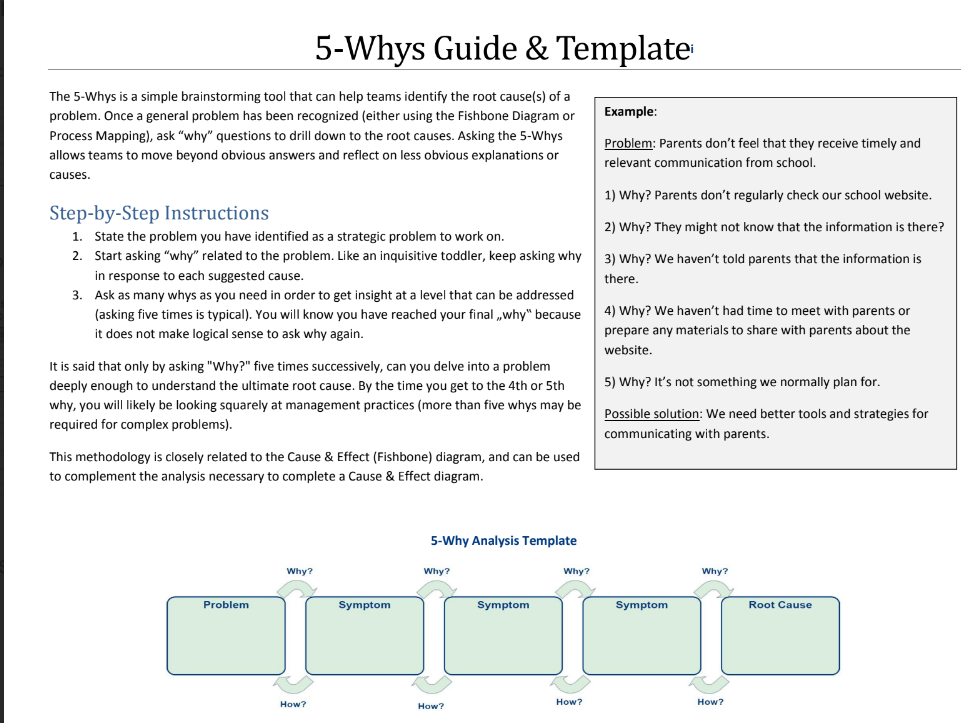 5-Whys Guide & Templateⁱ
The 5-Whys is a simple brainstorming tool that can help teams identify the root cause(s) of a
problem. Once a general problem has been recognized (either using the Fishbone Diagram or
Process Mapping), ask “why” questions to drill down to the root causes. Asking the 5-Whys
allows teams to move beyond obvious answers and reflect on less obvious explanations or
causes.
Step-by-Step Instructions
1. State the problem you have identified as a strategic problem to work on.
2. Start asking “why” related to the problem. Like an inquisitive toddler, keep asking why
in response to each suggested cause.
3. Ask as many whys as you need in order to get insight at a level that can be addressed
(asking five times is typical). You will know you have reached your final „why‟ because
it does not make logical sense to ask why again.
It is said that only by asking "Why?" five times successively, can you delve into a problem
deeply enough to understand the ultimate root cause. By the time you get to the 4th or 5th
why, you will likely be looking squarely at management practices (more than five whys may be
required for complex problems).
This methodology is closely related to the Cause & Effect (Fishbone) diagram, and can be used
to complement the analysis necessary to complete a Cause & Effect diagram.
Example:
Problem: Parents don’t feel that they receive timely and
relevant communication from school.
1) Why? Parents don’t regularly check our school website.
2) Why? They might not know that the information is there?
3) Why? We haven’t told parents that the information is
there.
4) Why? We haven’t had time to meet with parents or
prepare any materials to share with parents about the
website.
5) Why? It’s not something we normally plan for.
Possible solution: We need better tools and strategies for
communicating with parents.
5-Why Analysis Template
Why? Why? Why? Why?
Problem Symptom Symptom Symptom Root Cause
How? How? How? How?